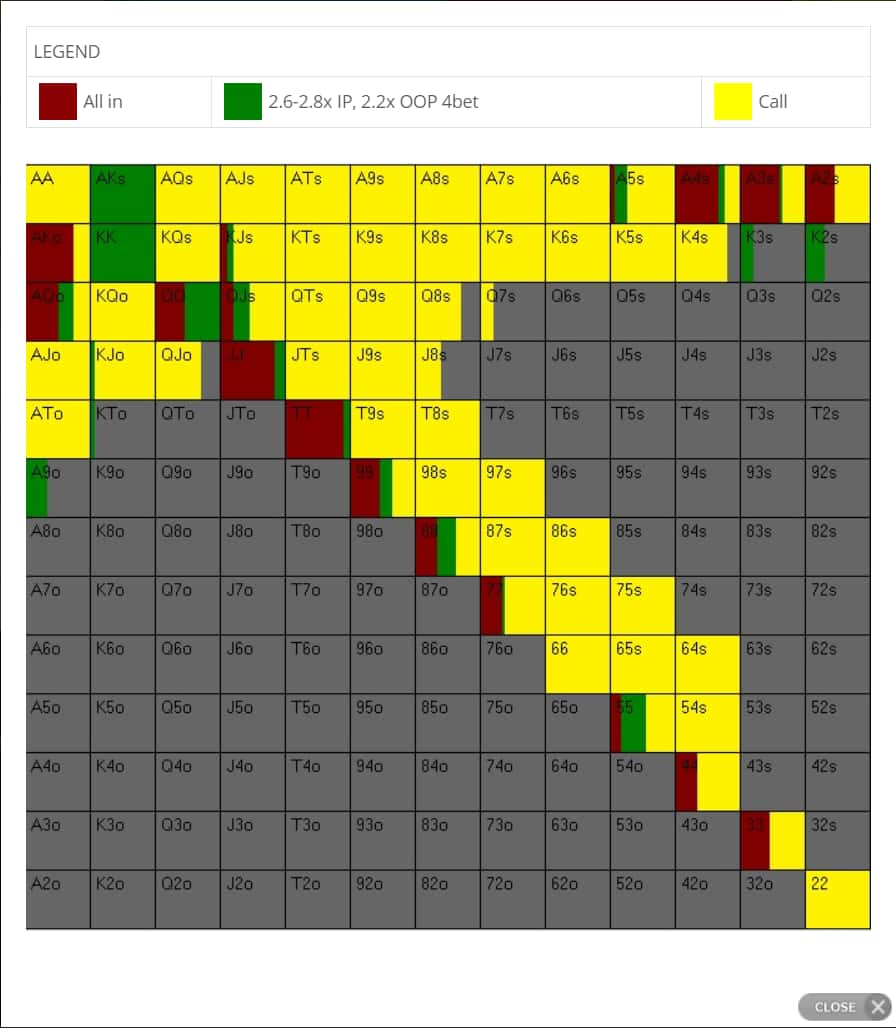 LEGEND
All in 2.6-2.8x IP, 2.2x OOP 4bet Call
AA AKs AQs AJs ATs A9s A8s A7s A6s A5s A4s A3s A2s
AKo KK KQs KJs KTs K9s K8s K7s K6s K5s K4s K3s K2s
AQo KQo QQ QJs QTs Q9s Q8s Q7s Q6s Q5s Q4s Q3s Q2s
AJo KJo QJo JJ JTs J9s J8s J7s J6s J5s J4s J3s J2s
ATo KTo QTo JTo TT T9s T8s T7s T6s T5s T4s T3s T2s
A9o K9o Q9o J9o T9o 99 98s 97s 96s 95s 94s 93s 92s
A8o K8o Q8o J8o T8o 98o 88 87s 86s 85s 84s 83s 82s
A7o K7o Q7o J7o T7o 97o 87o 77 76s 75s 74s 73s 72s
A6o K6o Q6o J6o T6o 96o 86o 76o 66 65s 64s 63s 62s
A5o K5o Q5o J5o T5o 95o 85o 75o 65o 55 54s 53s 52s
A4o K4o Q4o J4o T4o 94o 84o 74o 64o 54o 44 43s 42s
A3o K3o Q3o J3o T3o 93o 83o 73o 63o 53o 43o 33 32s
A2o K2o Q2o J2o T2o 92o 82o 72o 62o 52o 42o 32o 22
CLOSE